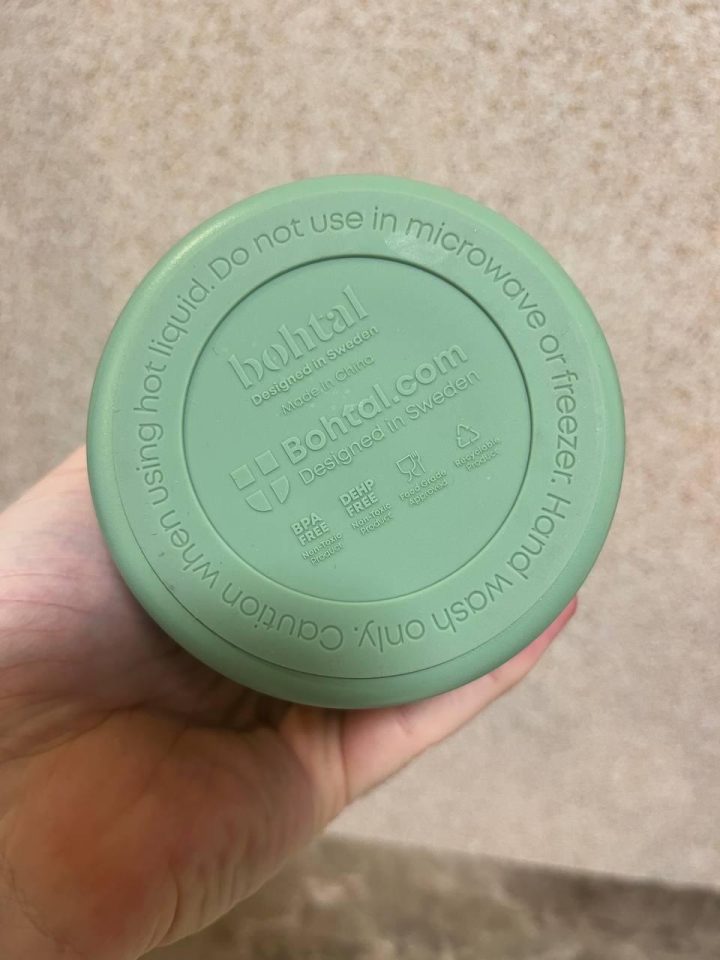 Caution when using hot liquid. Do not use in microwave or freezer. Hand wash only.
bohtal
Designed in Sweden
Made in China
Bohtal.com
Designed in Sweden
BPA
FREE
Non-Toxic
Product
DEHP
FREE
Non-Toxic
Product
Food Grade
Approved
Recyclable
Product